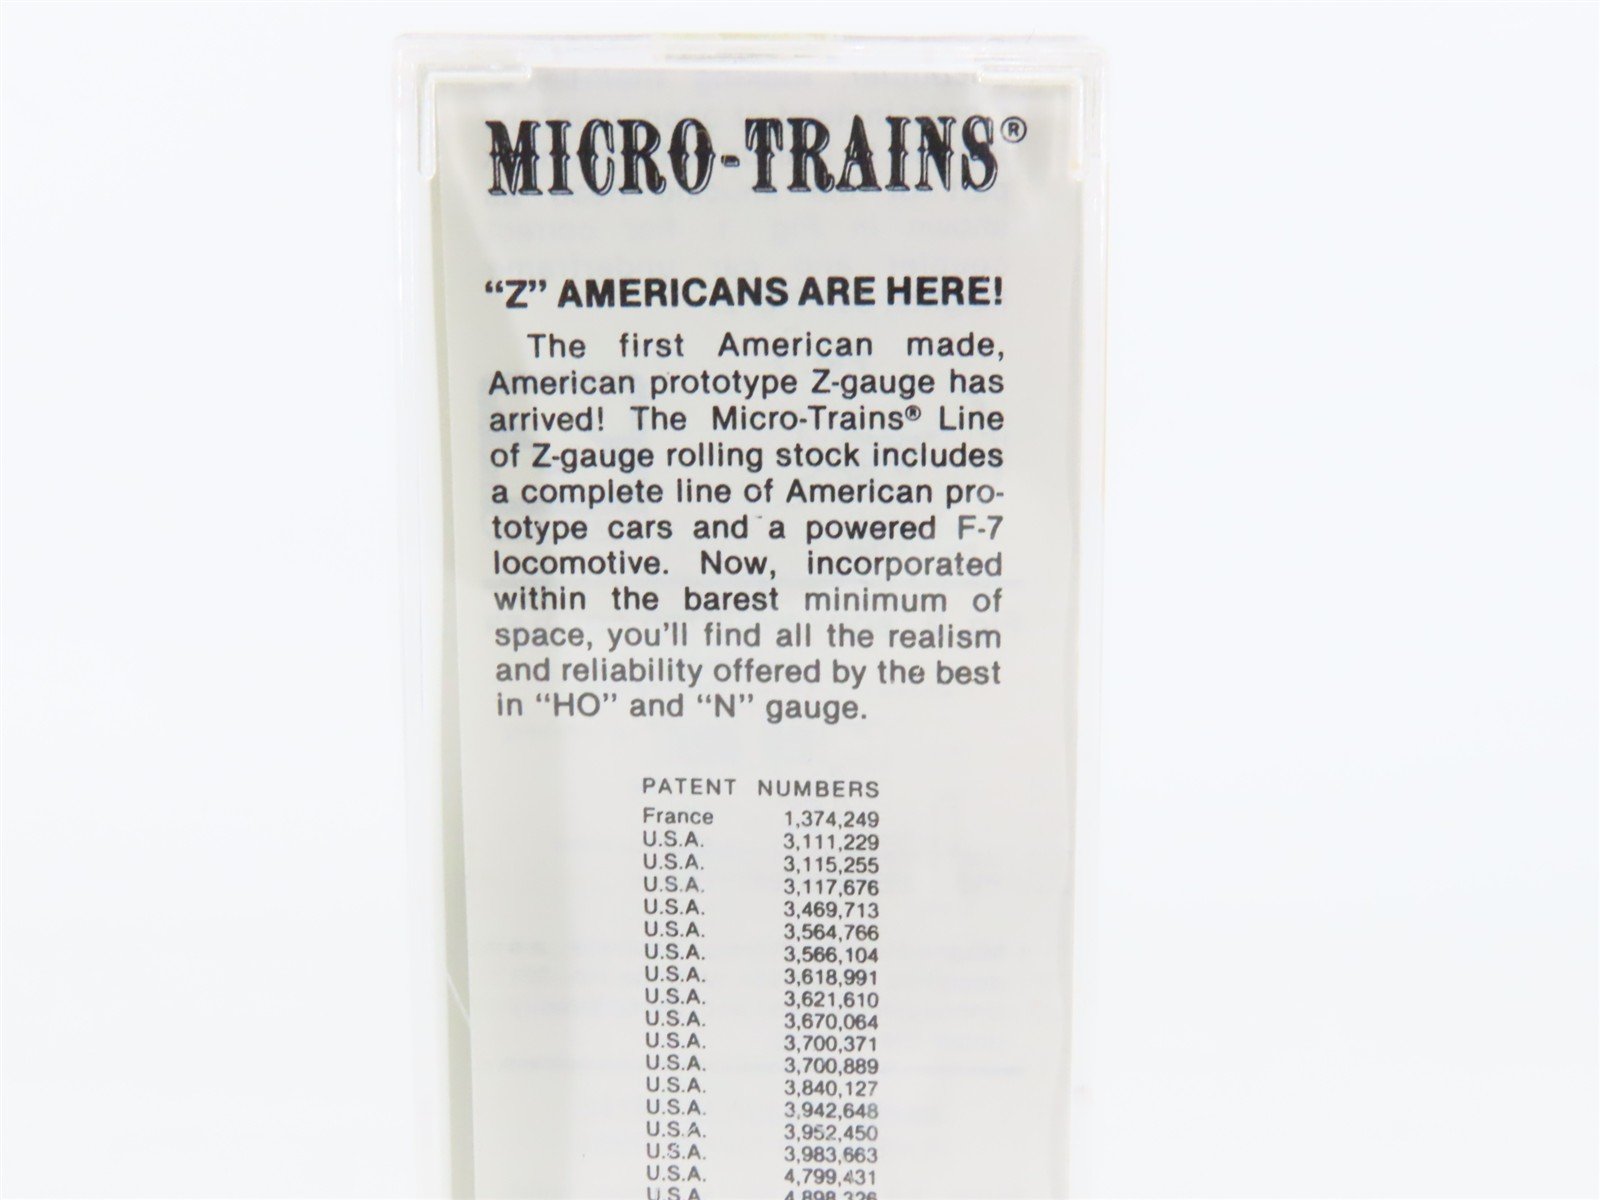 MICRO-TRAINS®
"Z" AMERICANS ARE HERE!
The first American made,
American prototype Z-gauge has
arrived! The Micro-Trains® Line
of Z-gauge rolling stock includes
a complete line of American pro-
totype cars and a powered F-7
locomotive. Now, incorporated
within the barest minimum of
space, you'll find all the realism
and reliability offered by the best
in "HO" and "N" gauge.
PATENT NUMBERS
France 1,374,249
U.S.A. 3,111,229
U.S.A. 3,115,255
U.S.A. 3,117,676
U.S.A. 3,469,713
U.S.A. 3,564,766
U.S.A. 3,566,104
U.S.A. 3,618,991
U.S.A. 3,621,610
U.S.A. 3,670,064
U.S.A. 3,700,371
U.S.A. 3,700,889
U.S.A. 3,840,127
U.S.A. 3,942,648
U.S.A. 3,952,450
U.S.A. 3,983,663
U.S.A. 4,799,431
U.S.A. 4,898,326